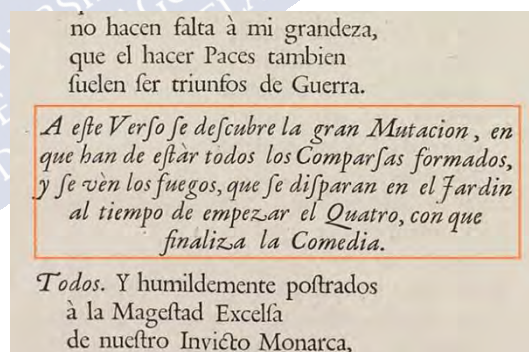 no hacen falta à mi grandeza,
que el hacer Paces tambien
ſuelen ſer triunfos de Guerra.
A eſte Verſo ſe deſcubre la gran Mutacion, en
que han de eſtàr todos los Comparſas formados,
y ſe vèn los fuegos, que ſe diſparan en el Jardin
al tiempo de empezar el Quatro, con que
finaliza la Comedia.
Todos. Y humildemente poſtrados
à la Mageſtad Excelſa
de nueſtro Invicto Monarca,